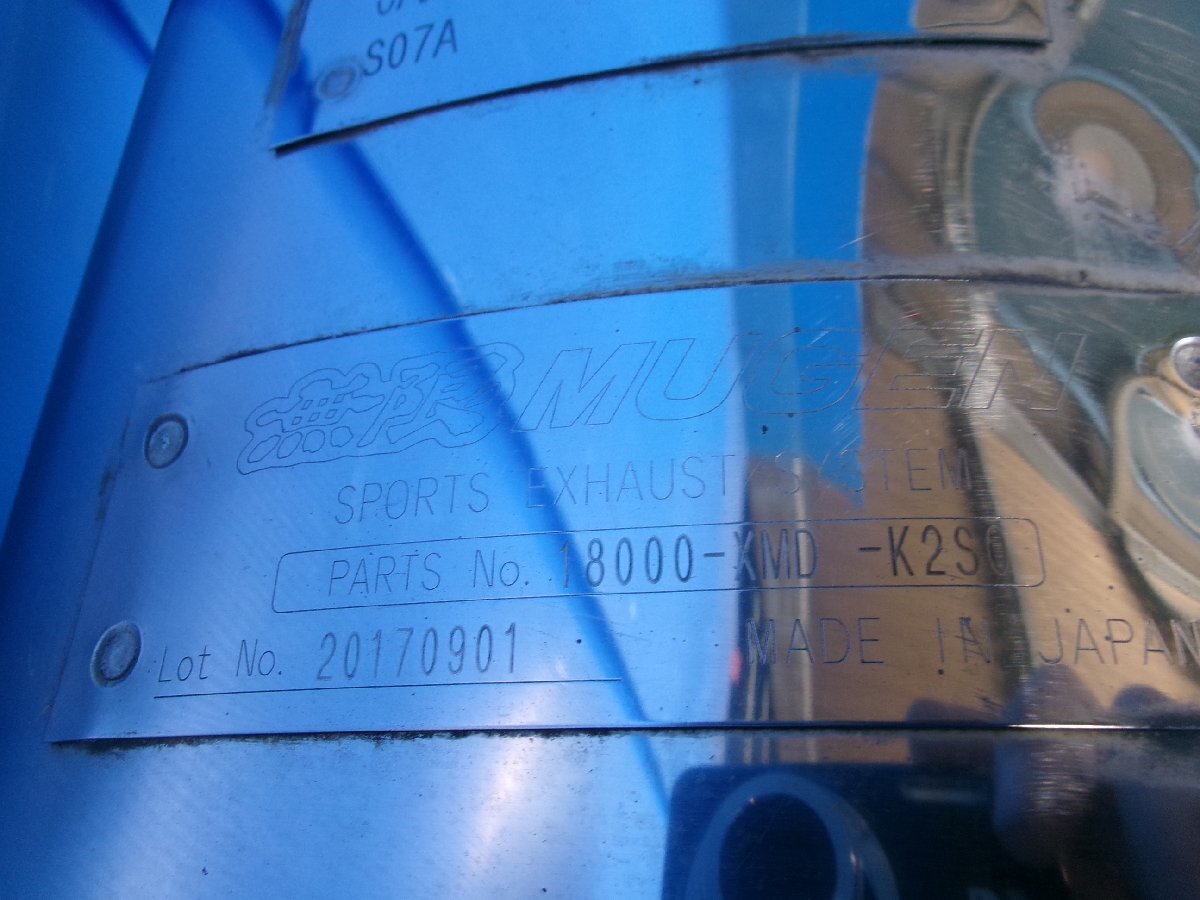 S07A
無限 MUGEN
SPORTS EXHAUST SYSTEM
PARTS No. 18000-XMD -K2S0
Lot No. 20170901
MADE IN JAPAN